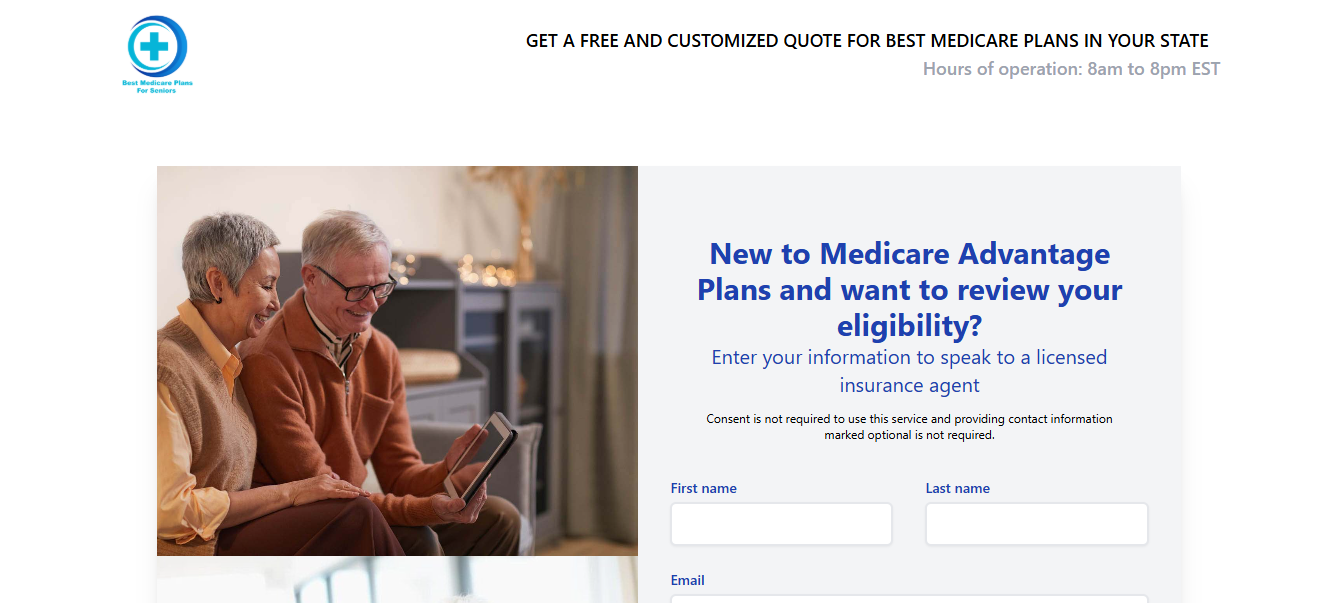 Best Medicare Plans
For Seniors
GET A FREE AND CUSTOMIZED QUOTE FOR BEST MEDICARE PLANS IN YOUR STATE
Hours of operation: 8am to 8pm EST
New to Medicare Advantage
Plans and want to review your
eligibility?
Enter your information to speak to a licensed
insurance agent
Consent is not required to use this service and providing contact information
marked optional is not required.
First name
Last name
Email